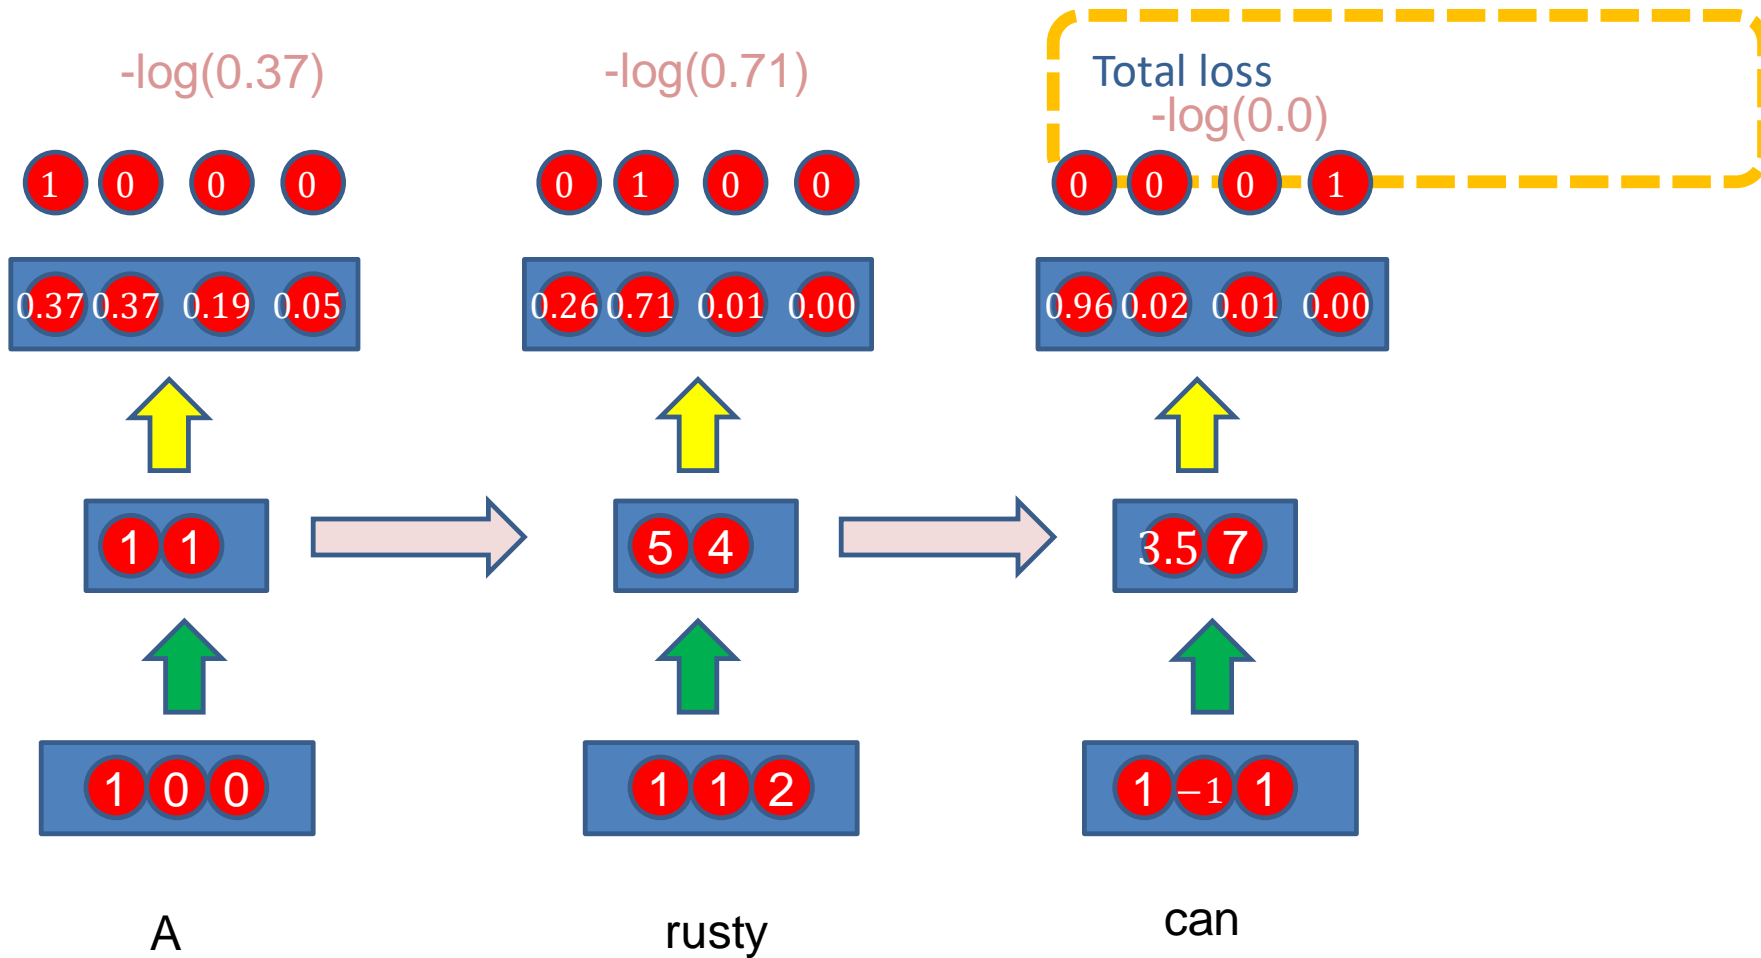 -log(0.37) -log(0.71) Total loss
-log(0.0)
1 0 0 0 0 1 0 0 0 0 0 1
0.37 0.37 0.19 0.05 0.26 0.71 0.01 0.00 0.96 0.02 0.01 0.00
1 1 5 4 3.5 7
1 0 0 1 1 2 1 −1 1
A rusty can